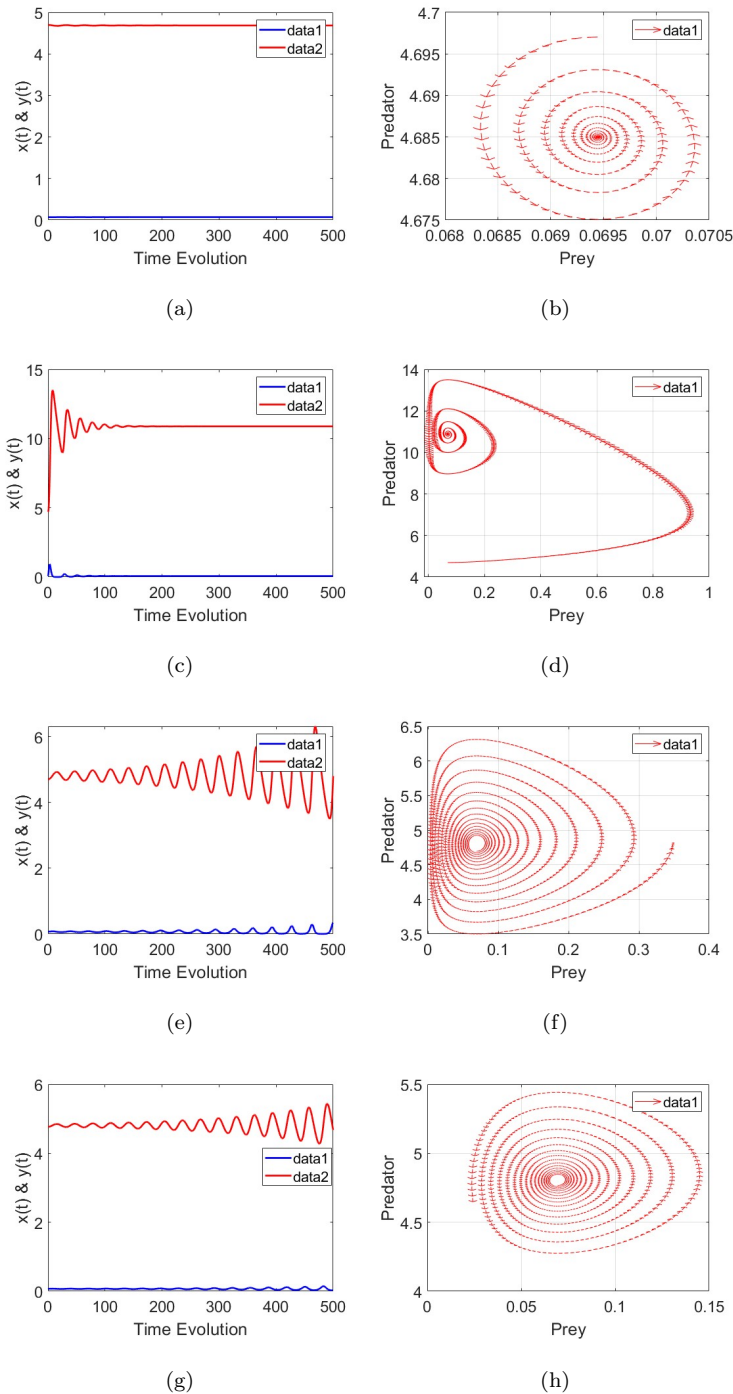 5
4
3
2
1
0
x(t) & y(t)
data1
data2
0 100 200 300 400 500
Time Evolution
(a)
4.7
4.695
4.69
4.685
4.68
4.675
Predator
data1
0.068 0.0685 0.069 0.0695 0.07 0.0705
Prey
(b)
15
10
5
0
x(t) & y(t)
data1
data2
0 100 200 300 400 500
Time Evolution
(c)
14
12
10
8
6
4
Predator
data1
0 0.2 0.4 0.6 0.8 1
Prey
(d)
6
4
2
0
x(t) & y(t)
data1
data2
0 100 200 300 400 500
Time Evolution
(e)
6.5
6
5.5
5
4.5
4
3.5
Predator
data1
0 0.1 0.2 0.3 0.4
Prey
(f)
6
4
2
0
x(t) & y(t)
data1
data2
0 100 200 300 400 500
Time Evolution
(g)
5.5
5
4.5
4
Predator
data1
0 0.05 0.1 0.15
Prey
(h)